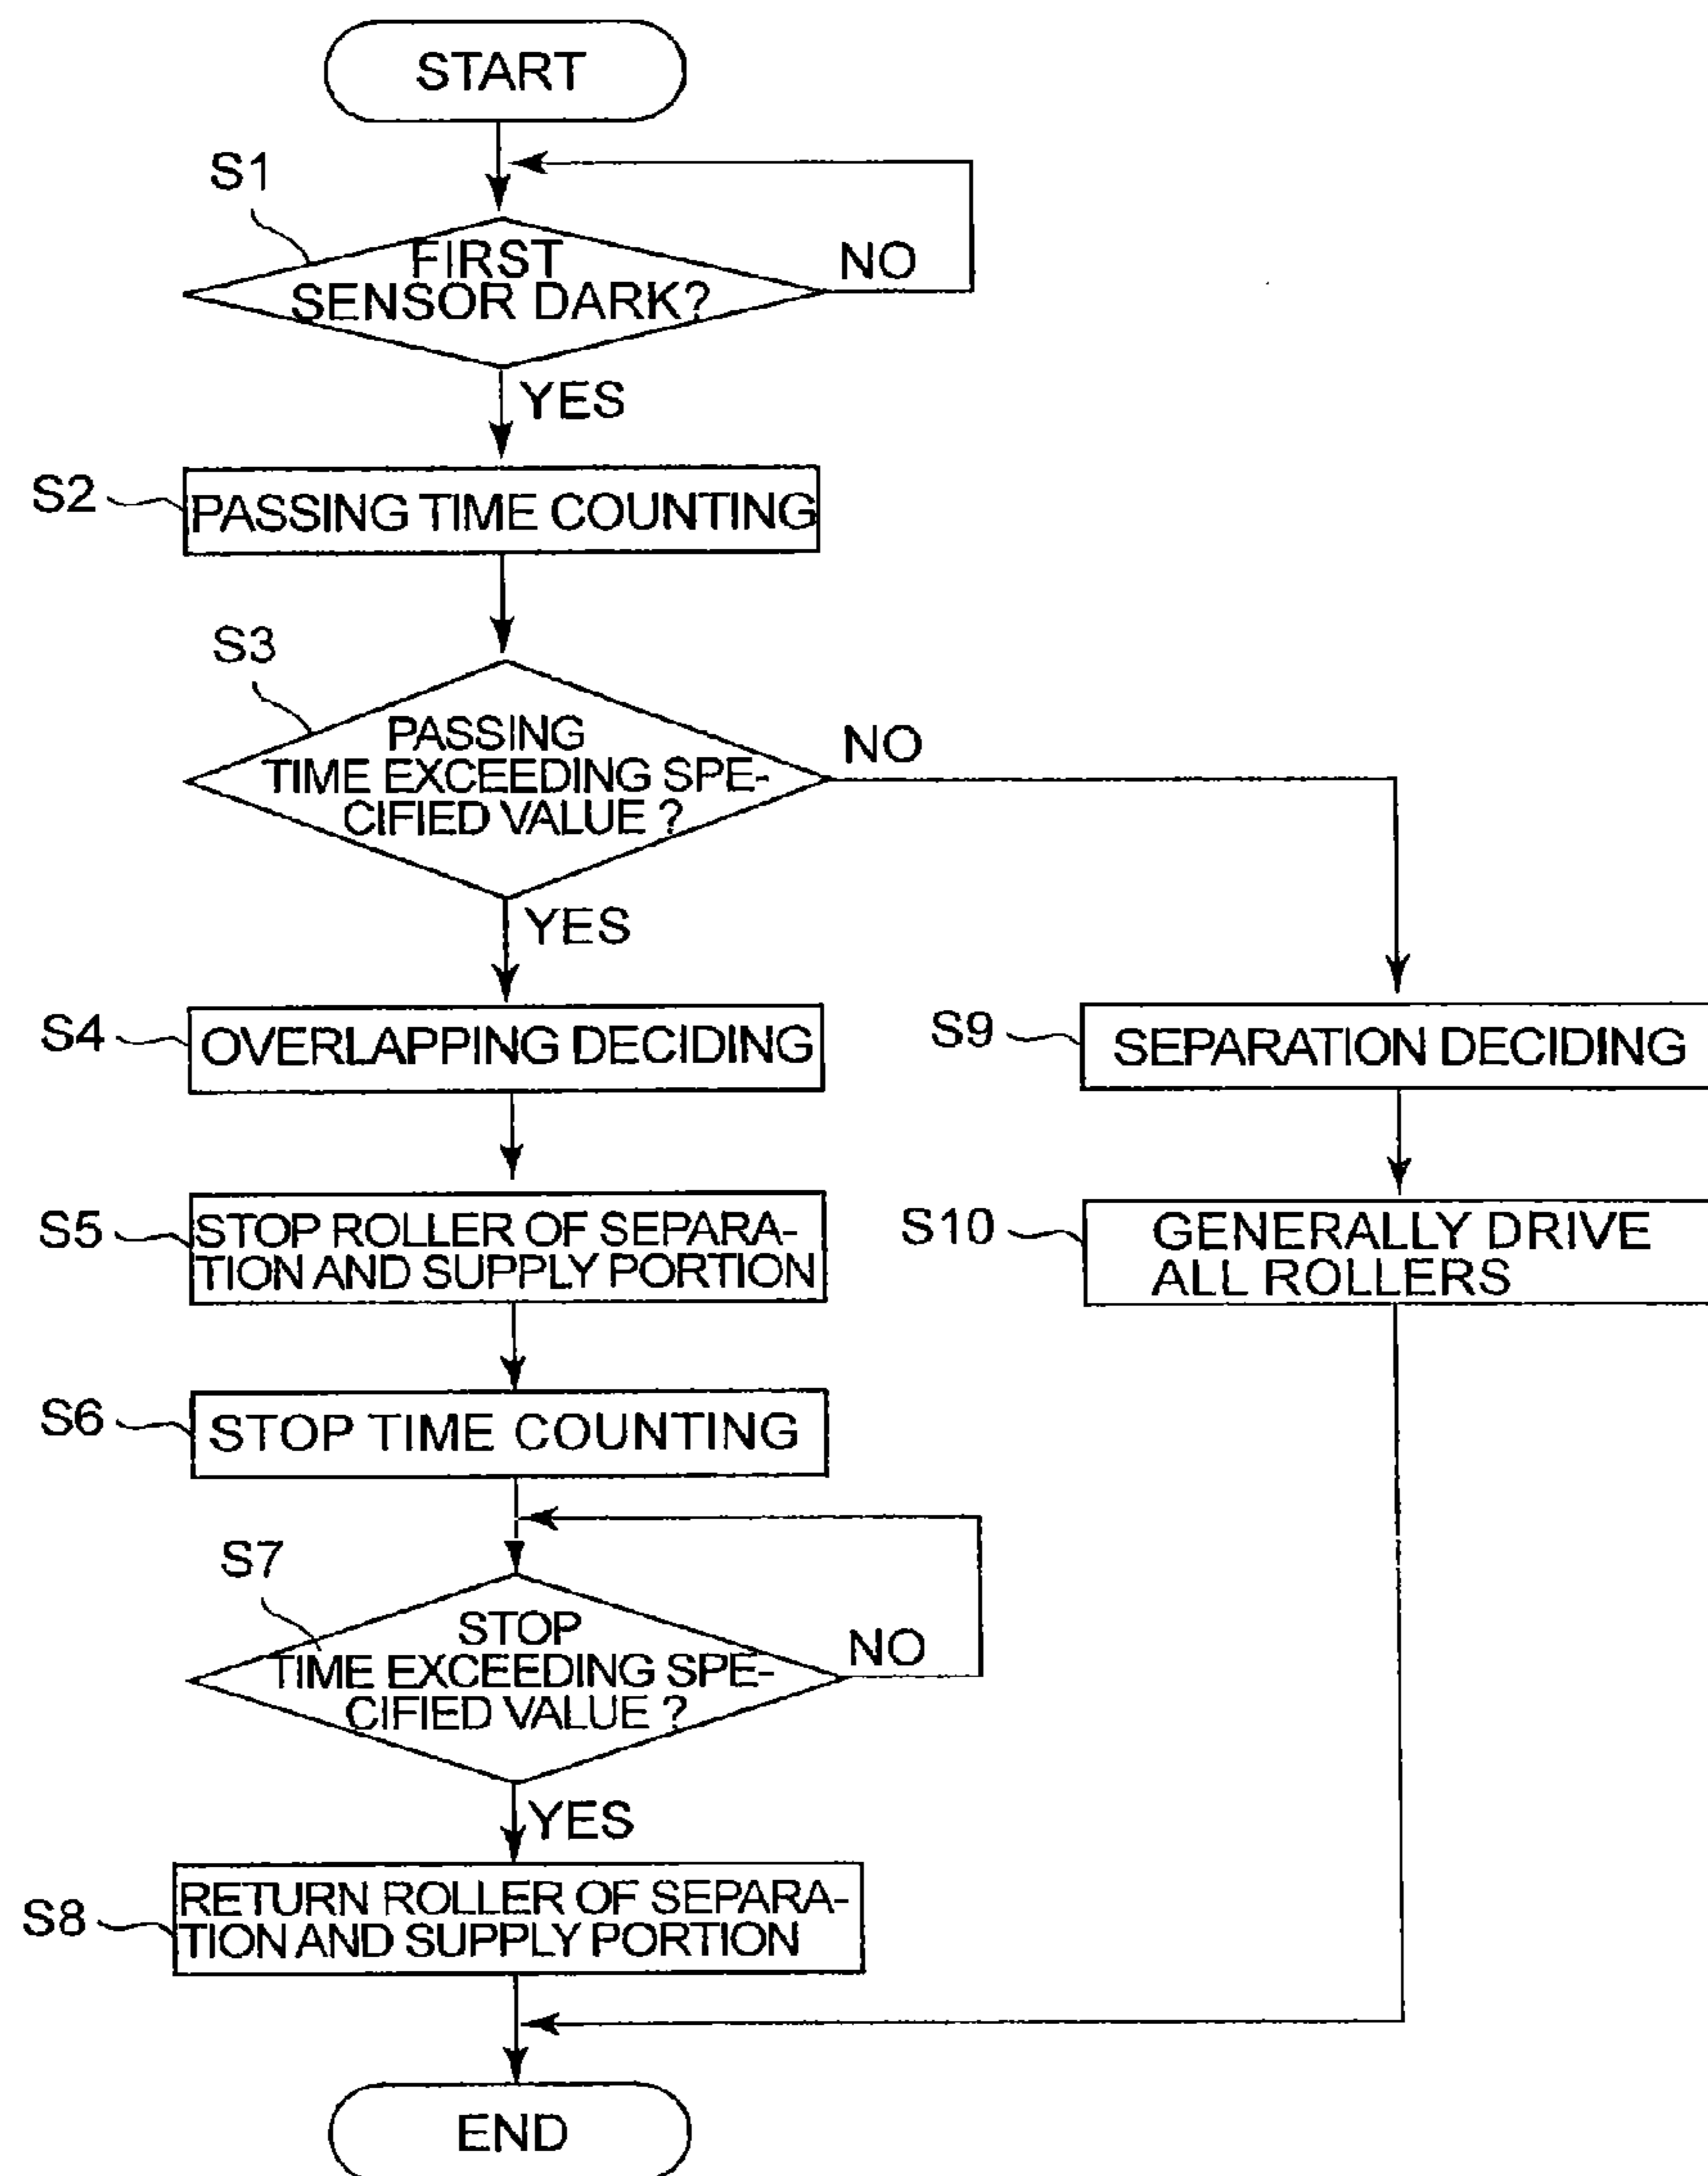 START
S1
FIRST
SENSOR DARK?
NO
YES
S2
PASSING TIME COUNTING
S3
PASSING
TIME EXCEEDING SPE-
CIFIED VALUE ?
NO
YES
S4
OVERLAPPING DECIDING
S9
SEPARATION DECIDING
S5
STOP ROLLER OF SEPARA-
TION AND SUPPLY PORTION
S10
GENERALLY DRIVE
ALL ROLLERS
S6
STOP TIME COUNTING
S7
STOP
TIME EXCEEDING SPE-
CIFIED VALUE ?
NO
YES
S8
RETURN ROLLER OF SEPARA-
TION AND SUPPLY PORTION
END